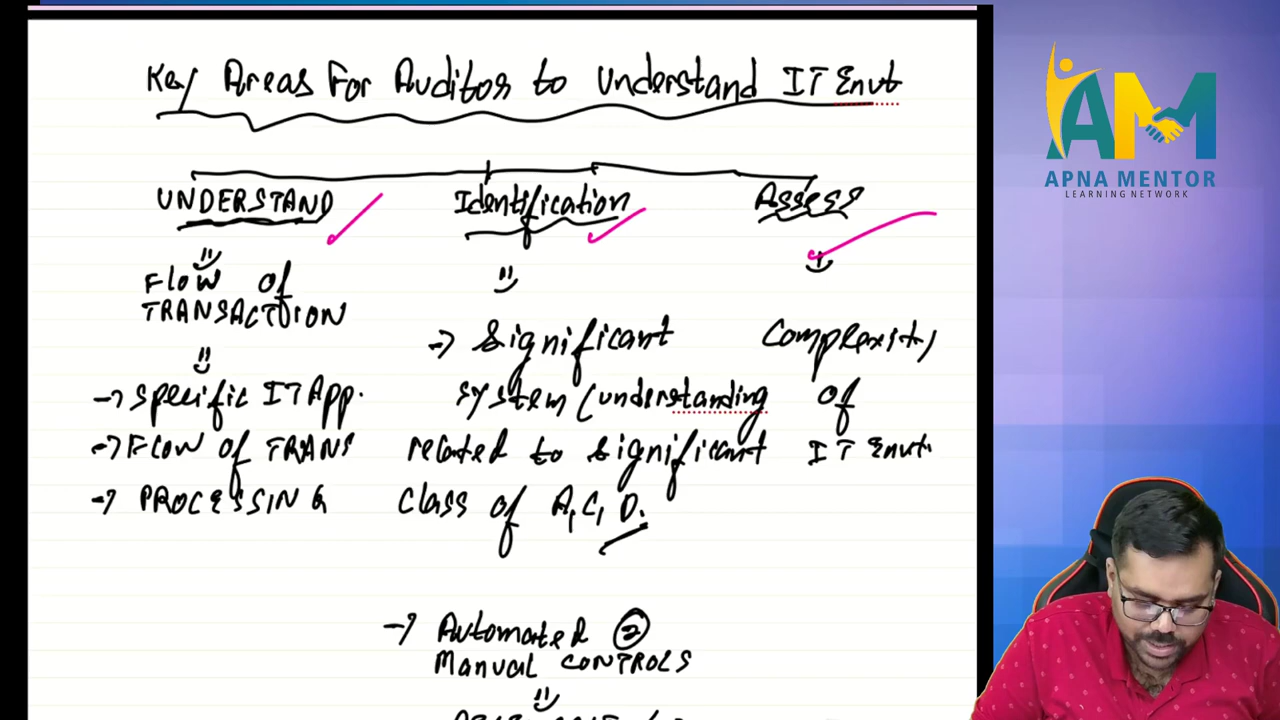 Key Areas For Auditor to Understand IT Envt
UNDERSTAND
Flow of
TRANSACTION
-> Specific IT App.
-> Flow of TRANS
-> PROCESSING
Identification
-> Significant
system (understanding
related to significant
class of A, C, D.
-> Automated 2
Manual CONTROLS
Assess
Complexity
of
IT Envt.
AM
APNA MENTOR
LEARNING NETWORK